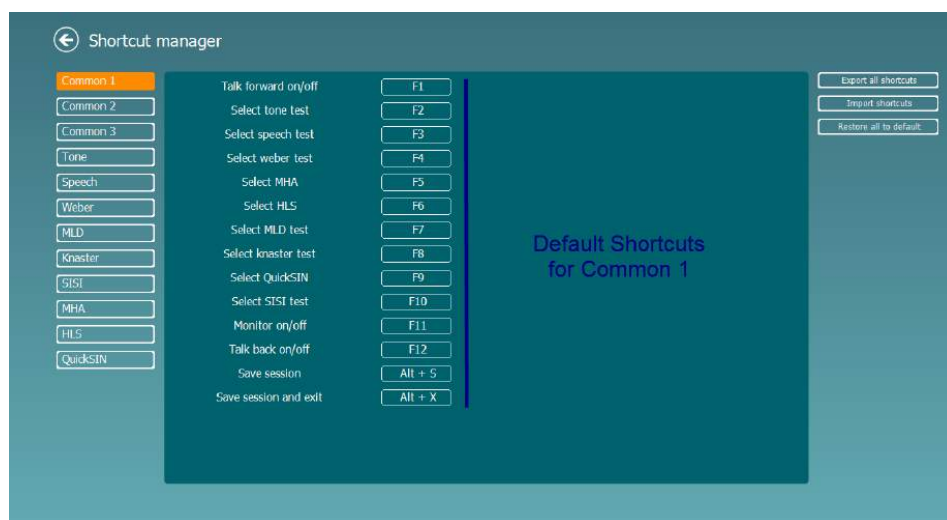 Shortcut manager
Common 1
Common 2
Common 3
Tone
Speech
Weber
MLD
Knaster
SISI
MHA
HLS
QuickSIN
Talk forward on/off F1
Select tone test F2
Select speech test F3
Select weber test F4
Select MHA F5
Select HLS F6
Select MLD test F7
Select knaster test F8
Select QuickSIN F9
Select SISI test F10
Monitor on/off F11
Talk back on/off F12
Save session Alt + S
Save session and exit Alt + X
Default Shortcuts
for Common 1
Export all shortcuts
Import shortcuts
Restore all to default